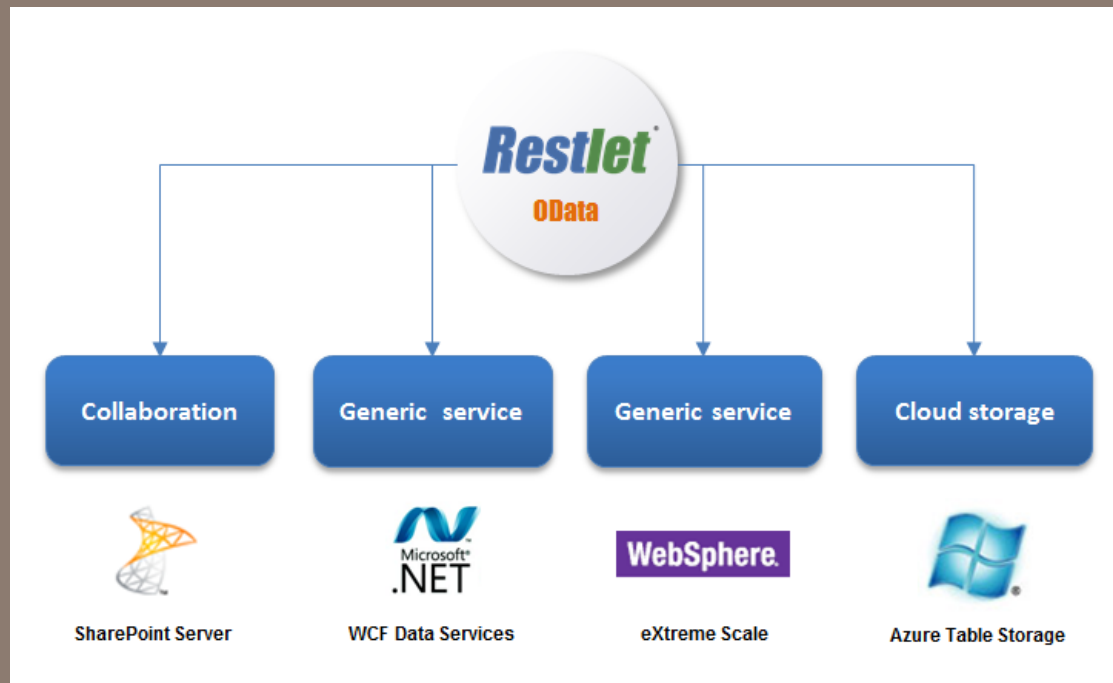 Restlet
OData
Collaboration
Generic service
Generic service
Cloud storage
Microsoft®
.NET
WebSphere.
SharePoint Server
WCF Data Services
eXtreme Scale
Azure Table Storage